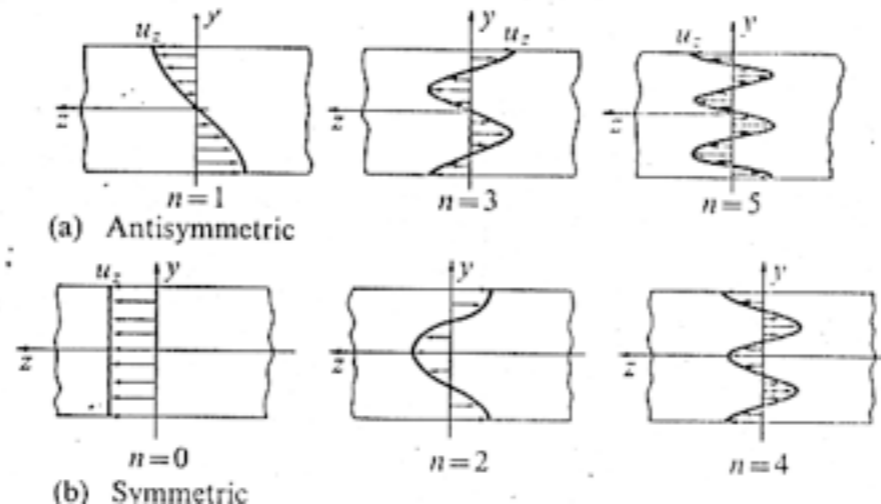 y y y
u_z u_z u_z
z z z
n=1 n=3 n=5
(a) Antisymmetric
u_z y y y
z z z
n=0 n=2 n=4
(b) Symmetric